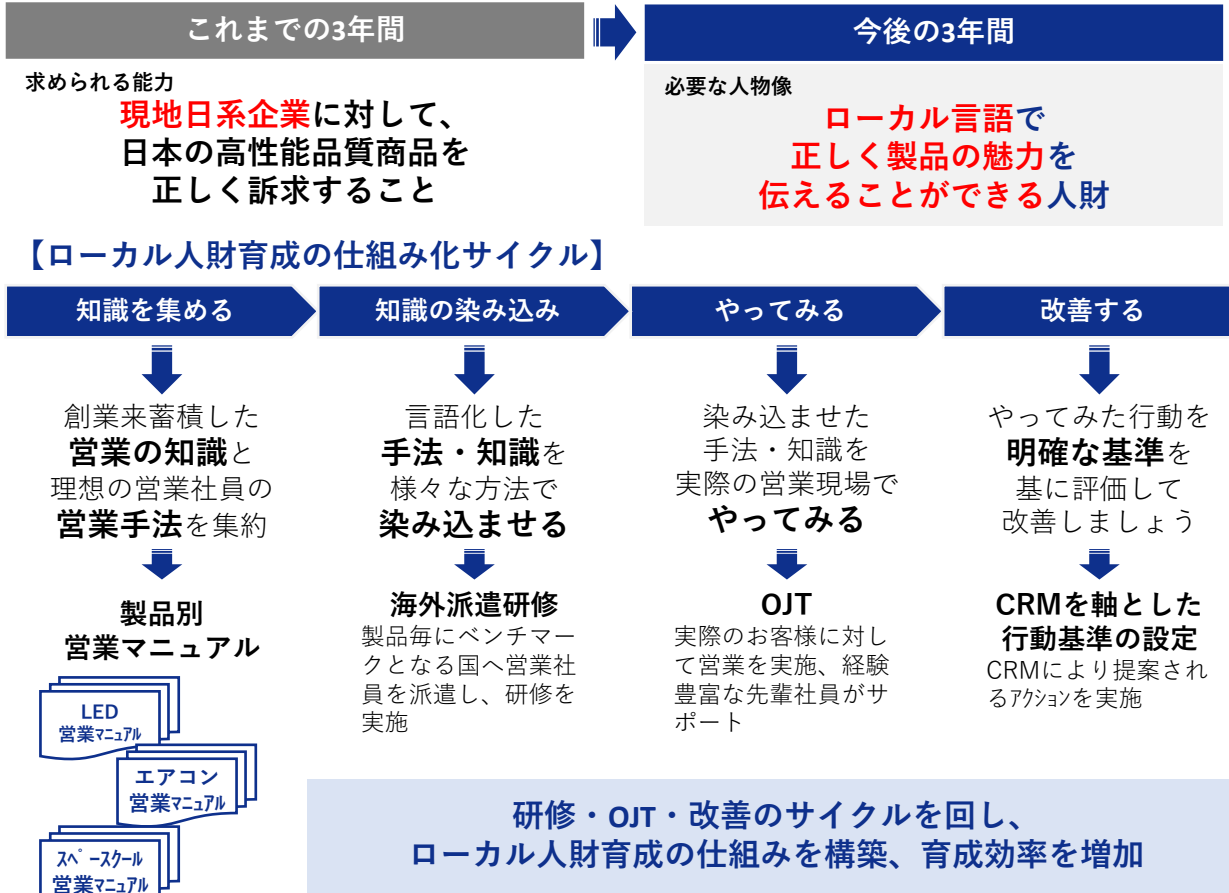 これまでの3年間
今後の3年間
求められる能力
現地日系企業に対して、
日本の高性能品質商品を
正しく訴求すること
必要な人物像
ローカル言語で
正しく製品の魅力を
伝えることができる人財
【ローカル人財育成の仕組み化サイクル】
知識を集める
知識の染み込み
やってみる
改善する
創業来蓄積した
営業の知識と
理想の営業社員の
営業手法を集約
言語化した
手法・知識を
様々な方法で
染み込ませる
染み込ませた
手法・知識を
実際の営業現場で
やってみる
やってみた行動を
明確な基準を
基に評価して
改善しましょう
製品別
営業マニュアル
LED
営業ﾏﾆｭｱﾙ
エアコン
営業ﾏﾆｭｱﾙ
ｽﾍﾟｰｽｸｰﾙ
営業ﾏﾆｭｱﾙ
海外派遣研修
製品毎にベンチマー
クとなる国へ営業社
員を派遣し、研修を
実施
OJT
実際のお客様に対し
て営業を実施、経験
豊富な先輩社員がサ
ポート
CRMを軸とした
行動基準の設定
CRMにより提案され
るｱｸｼｮﾝを実施
研修・OJT・改善のサイクルを回し、
ローカル人財育成の仕組みを構築、育成効率を増加